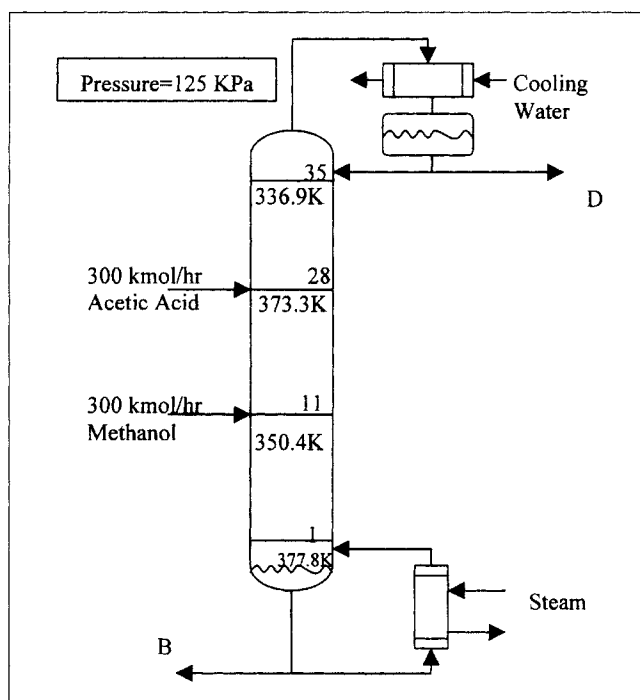 Pressure=125 KPa
Cooling
Water
35
336.9K
D
300 kmol/hr
Acetic Acid
28
373.3K
300 kmol/hr
Methanol
11
350.4K
1
377.8K
Steam
B